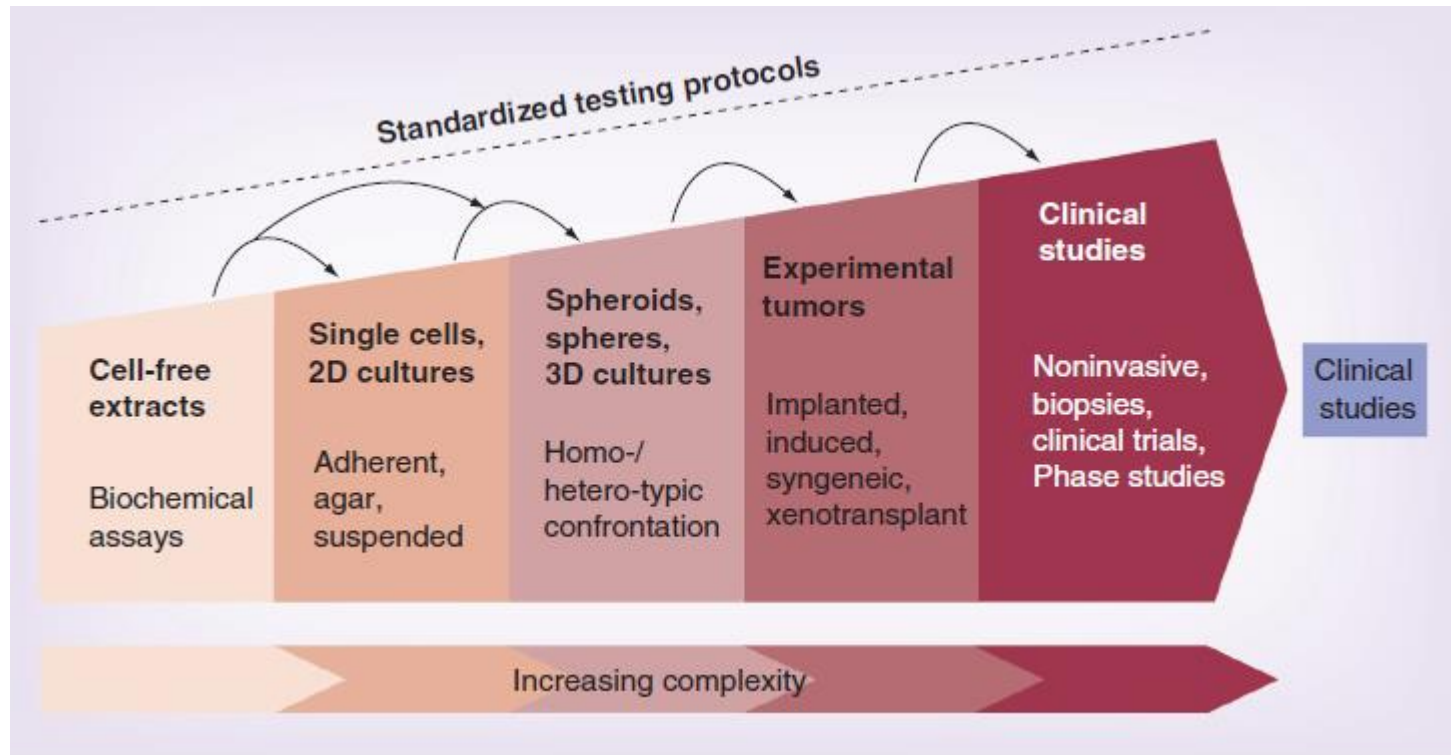 Standardized testing protocols
Cell-free
extracts
Biochemical
assays
Single cells,
2D cultures
Adherent,
agar,
suspended
Spheroids,
spheres,
3D cultures
Homo-/
hetero-typic
confrontation
Experimental
tumors
Implanted,
induced,
syngeneic,
xenotransplant
Clinical
studies
Noninvasive,
biopsies,
clinical trials,
Phase studies
Clinical
studies
Increasing complexity